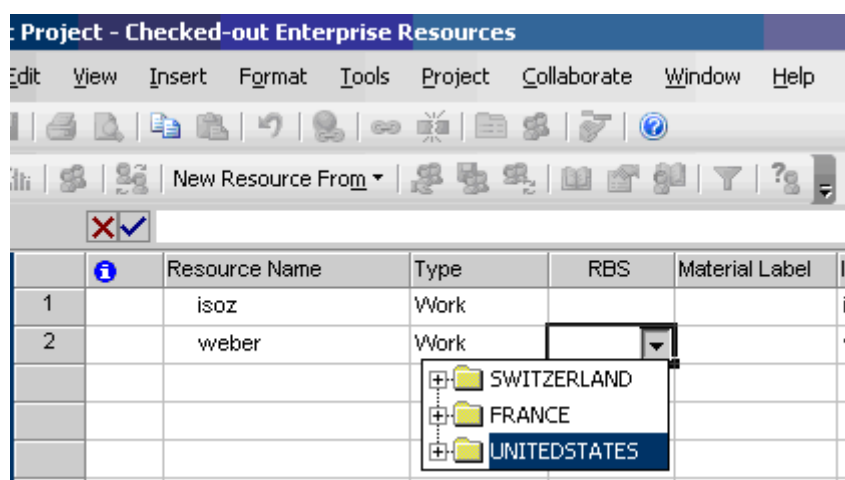 : Project - Checked-out Enterprise Resources
Edit View Insert Format Tools Project Collaborate Window Help
New Resource From
Resource Name Type RBS Material Label
1 isoz Work
2 weber Work
SWITZERLAND
FRANCE
UNITEDSTATES